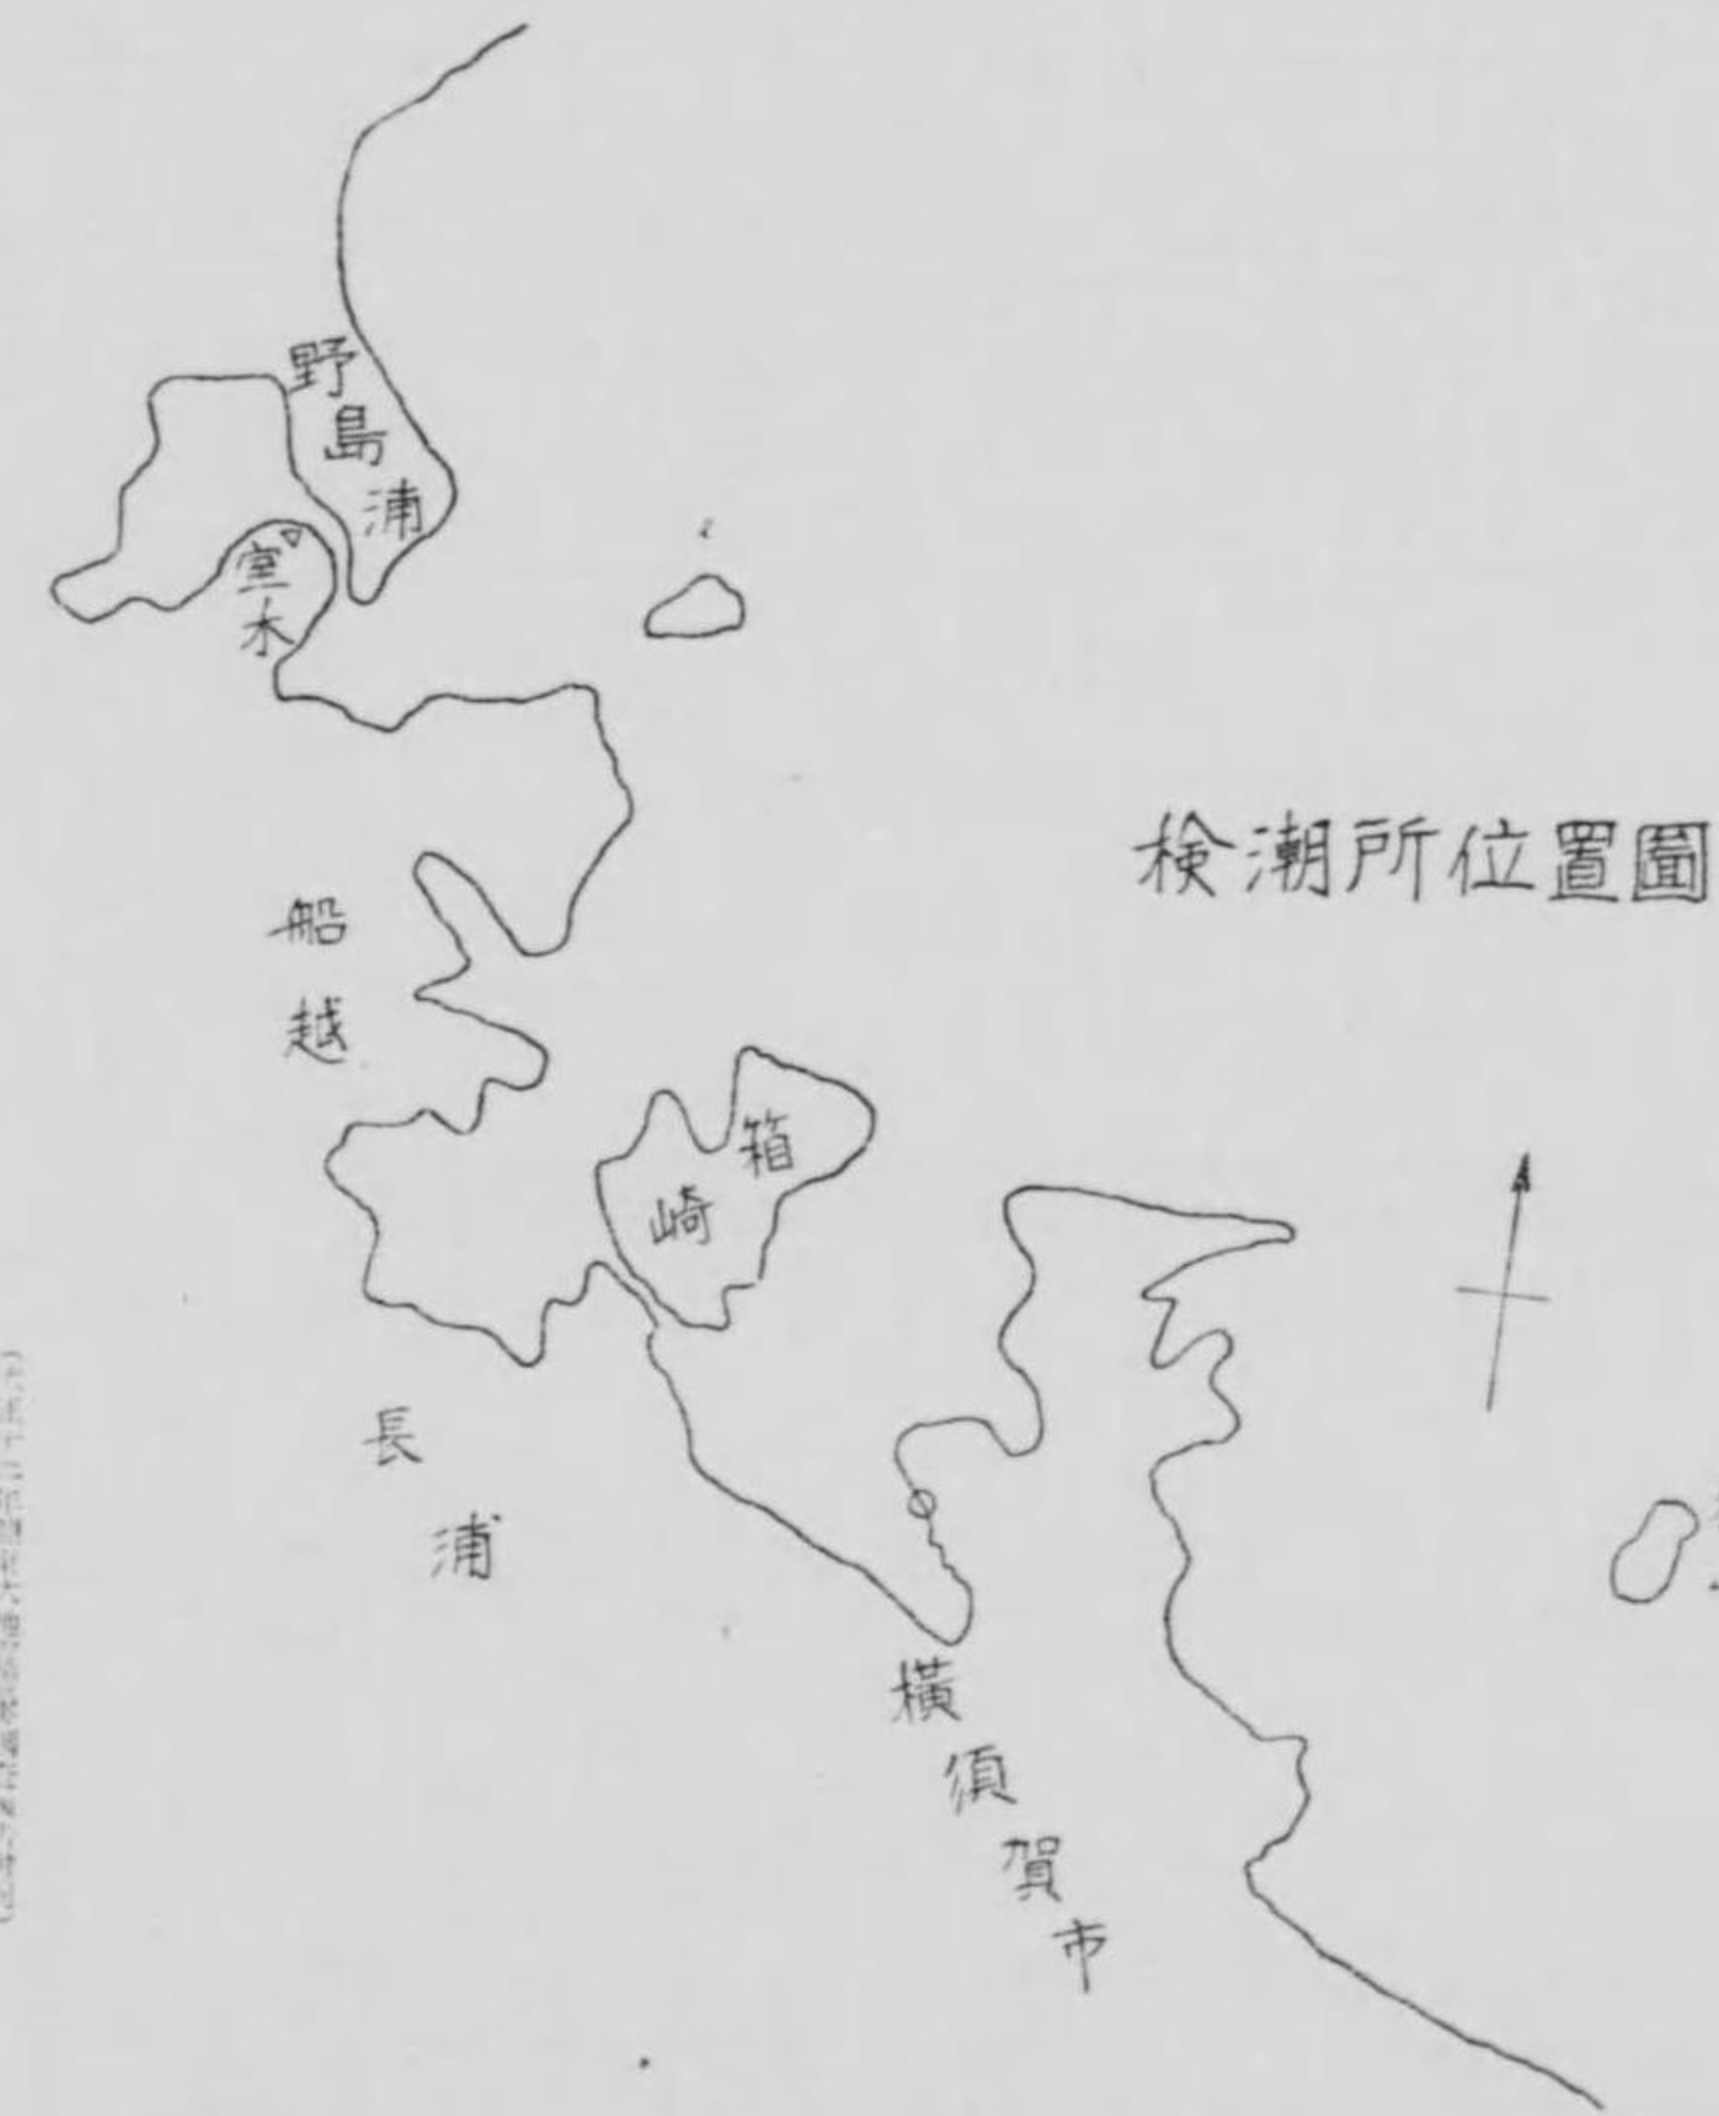 野島浦
室木
検潮所位置圖
船越
箱崎
長浦
横須賀市